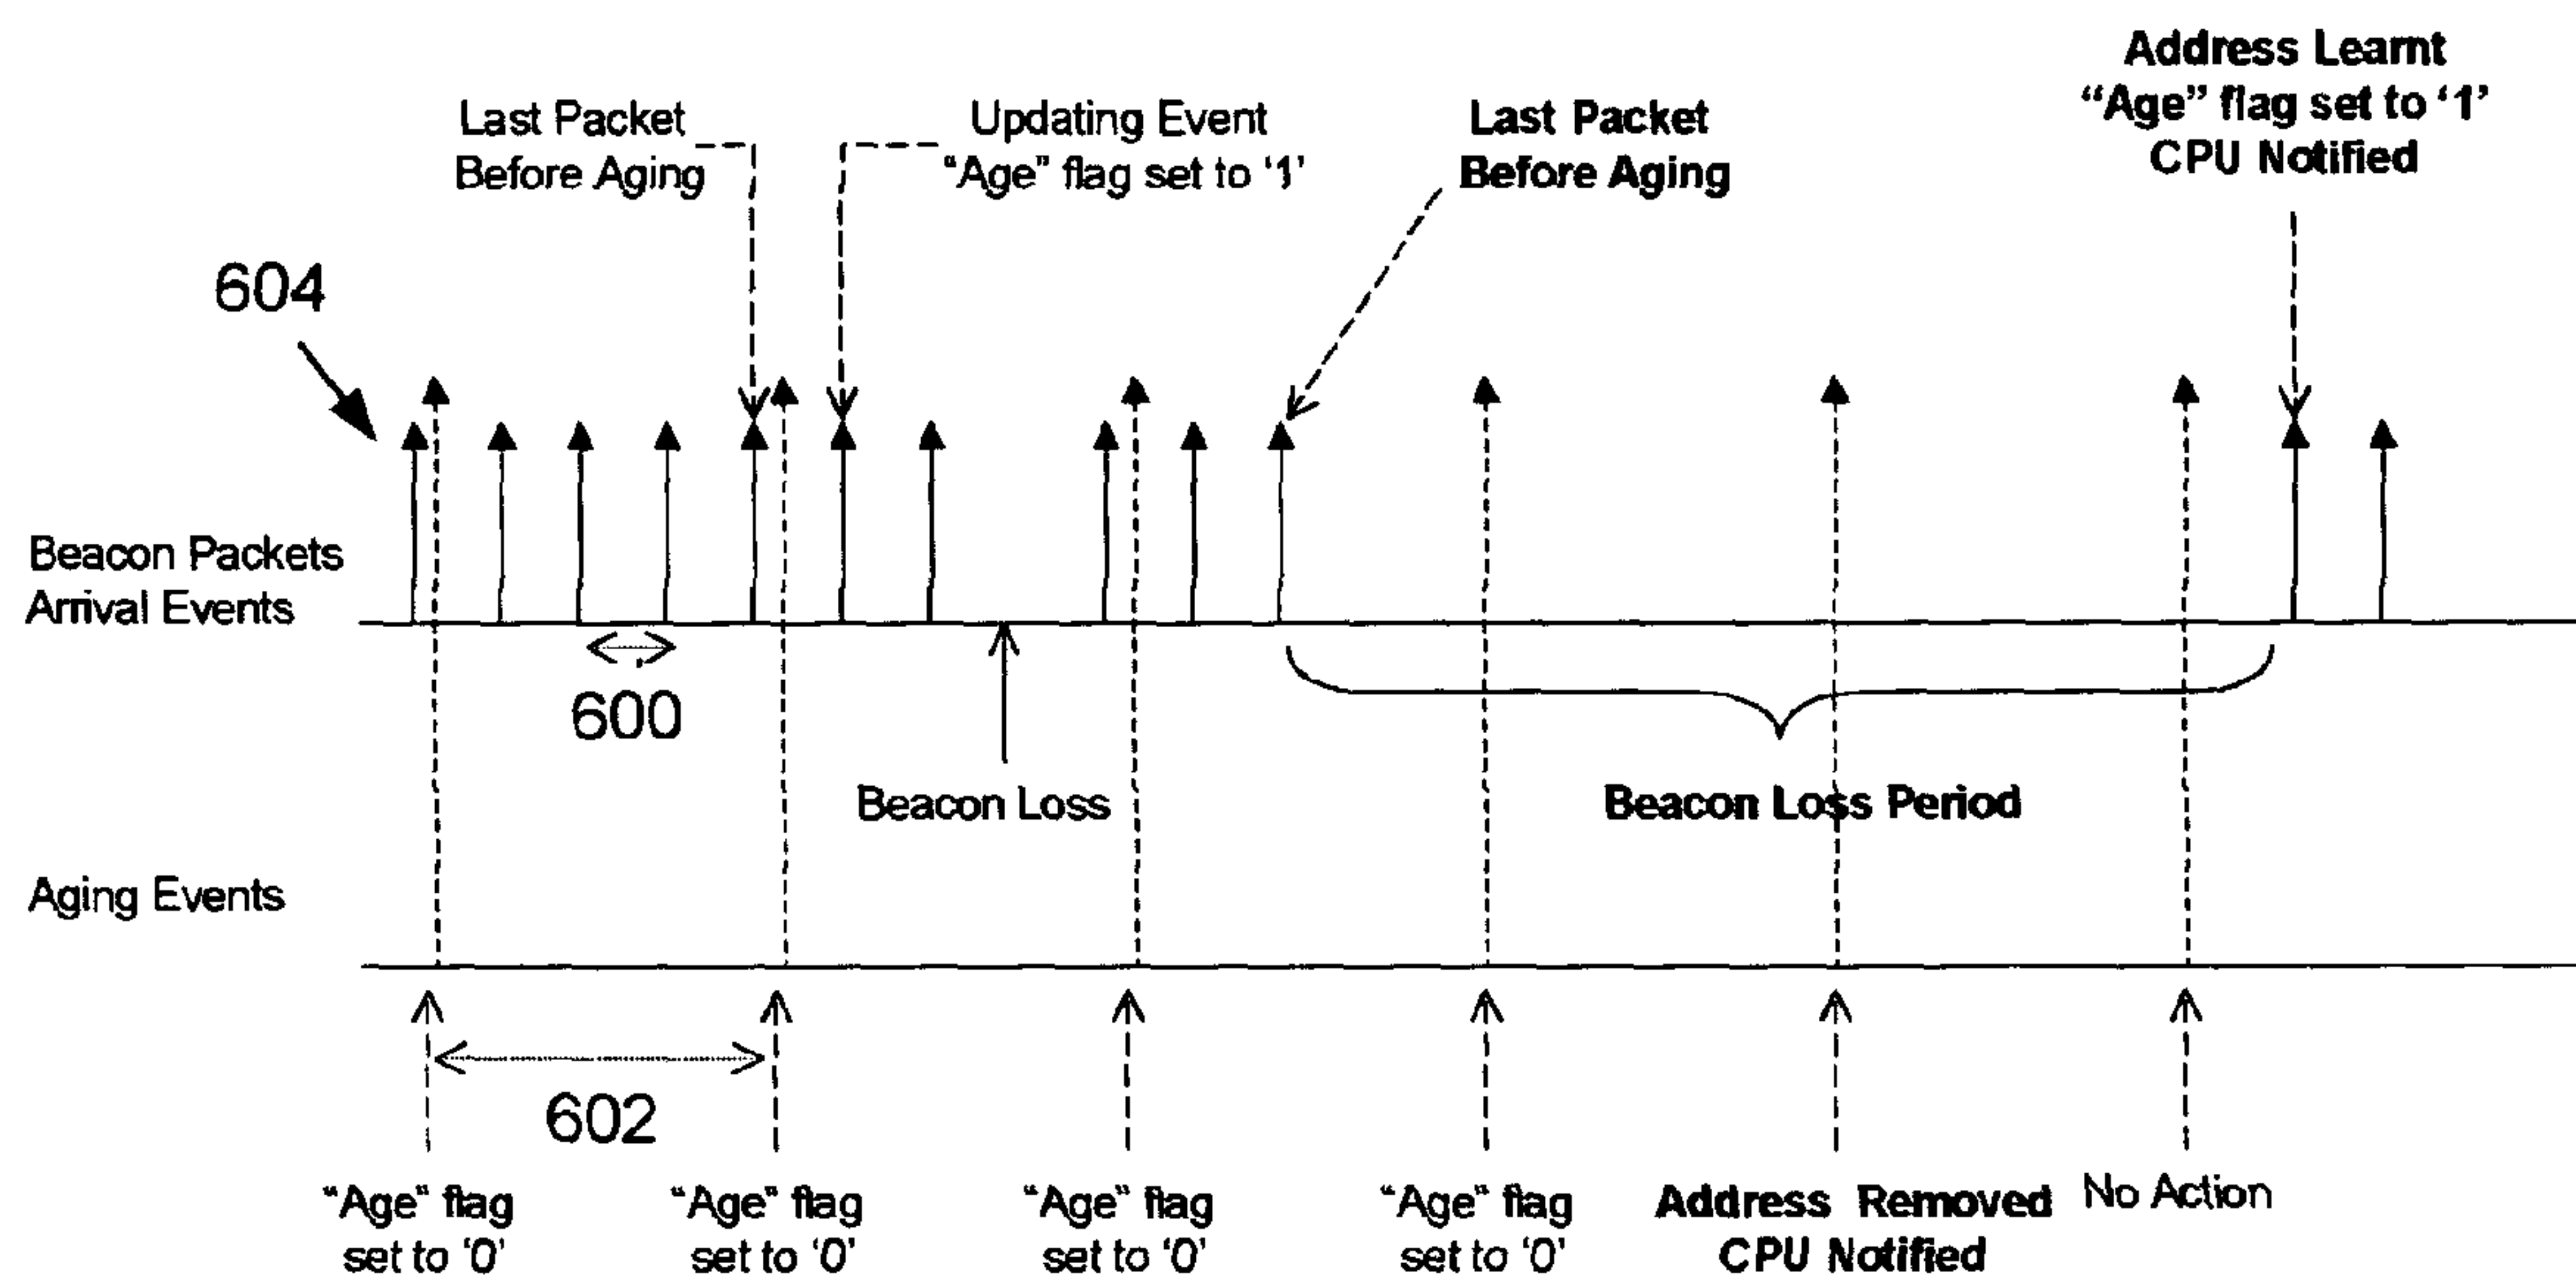 Address Learnt
“Age” flag set to ‘1’
CPU Notified
Last Packet
Before Aging
Updating Event
“Age” flag set to ‘1’
Last Packet
Before Aging
604
Beacon Packets
Arrival Events
600
Beacon Loss
Beacon Loss Period
Aging Events
602
“Age” flag
set to ‘0’
“Age” flag
set to ‘0’
“Age” flag
set to ‘0’
“Age” flag
set to ‘0’
Address Removed
CPU Notified
No Action